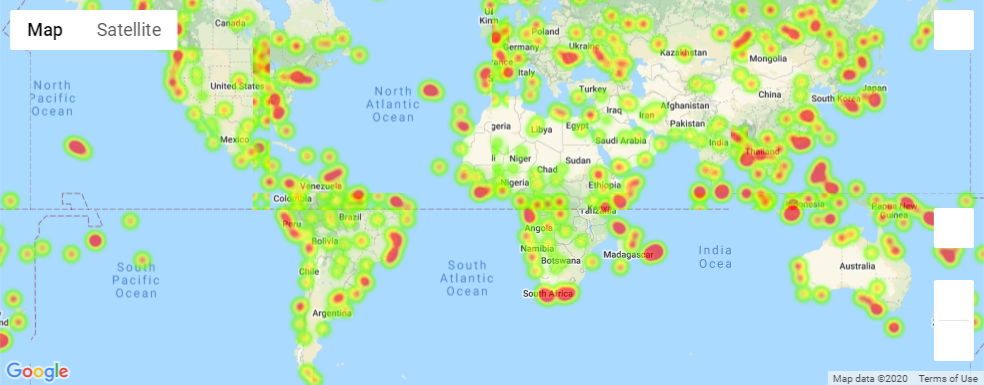 Map
Satellite
Canada
North
Pacific
Ocean
United States
Mexico
North
Atlantic
Ocean
Poland
Germany
Ukraine
Italy
Kazakhstan
Mongolia
Turkey
China
Japan
South Korea
Iraq
Iran
Afghanistan
Pakistan
Libya
Egypt
Saudi Arabia
India
Thailand
Niger
Chad
Sudan
Nigeria
Ethiopia
Venezuela
Colombia
Brazil
Peru
Bolivia
Chile
Argentina
Tanzania
Angola
Namibia
Botswana
Madagascar
South Africa
Indonesia
Papua New
Guinea
Australia
South
Pacific
Ocean
South
Atlantic
Ocean
India
Ocea
Google
Map data ©2020
Terms of Use